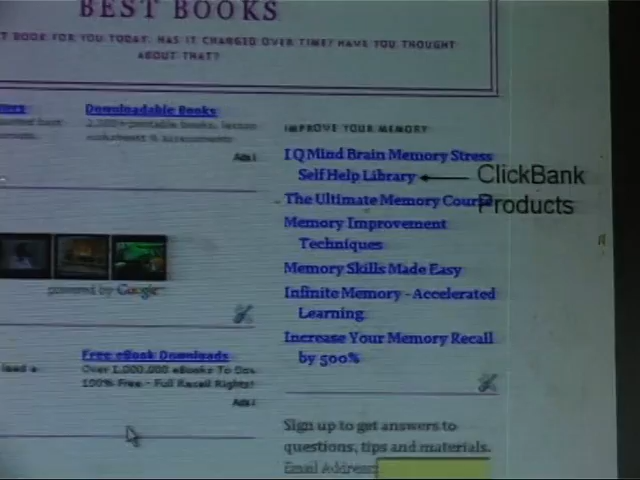 BEST BOOKS
T BOOK FOR YOU TODAY. HAS IT CHANGED OVER TIME? HAVE YOU THOUGHT
ABOUT THAT?
Downloadable Books
IMPROVE YOUR MEMORY
IQ Mind Brain Memory Stress
Self Help Library
ClickBank
Products
The Ultimate Memory Course
Memory Improvement
Techniques
Memory Skills Made Easy
Infinite Memory - Accelerated
Learning
Increase Your Memory Recall
by 500%
powered by Google
Free eBook Downloads
Over 1,000,000 eBooks To
100% Free - Full Resell Rights!
Sign up to get answers to
questions, tips and materials.
Email Address: